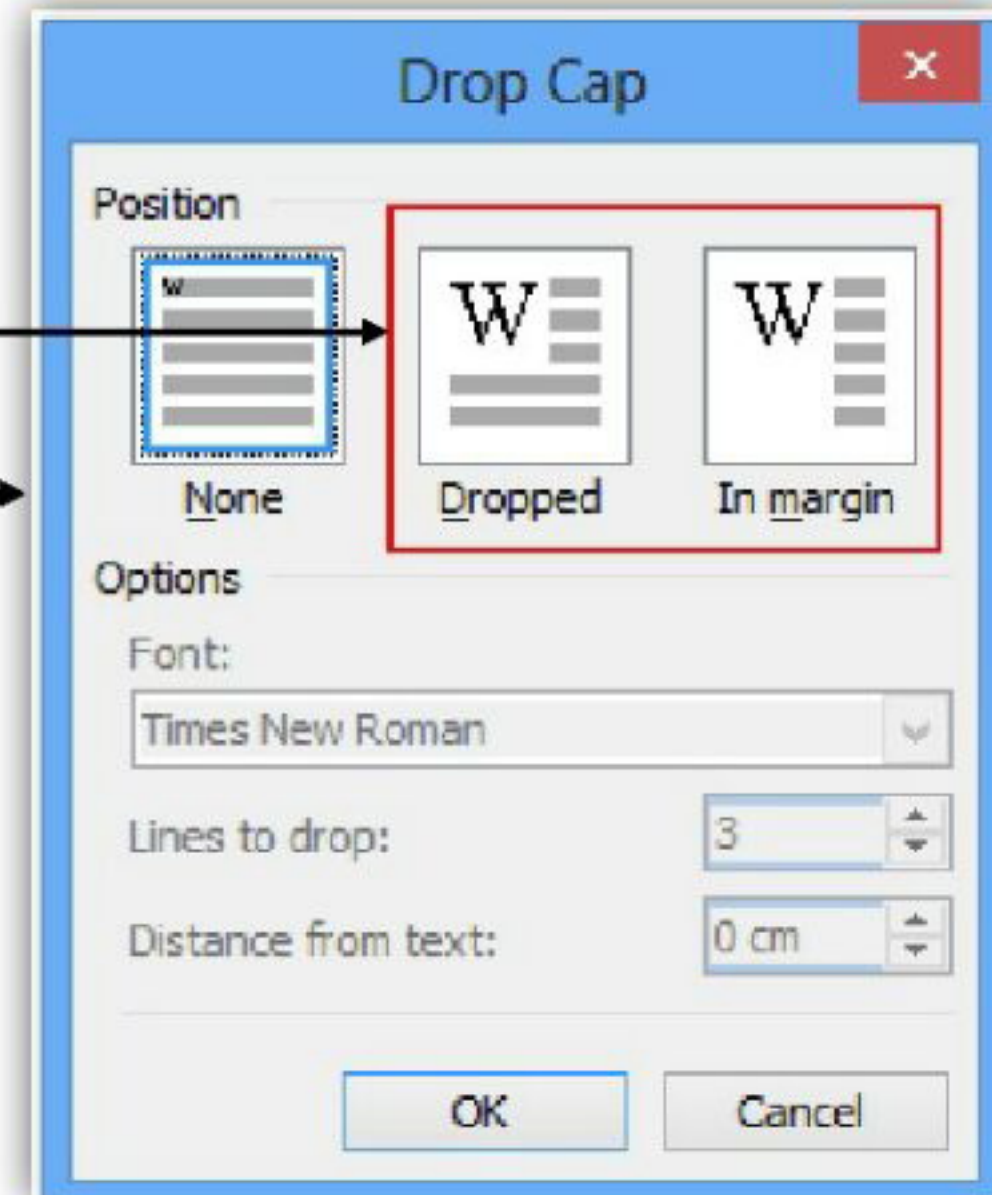 Drop Cap
Position
W W W
None Dropped In margin
Options
Font:
Times New Roman
Lines to drop: 3
Distance from text: 0 cm
OK Cancel